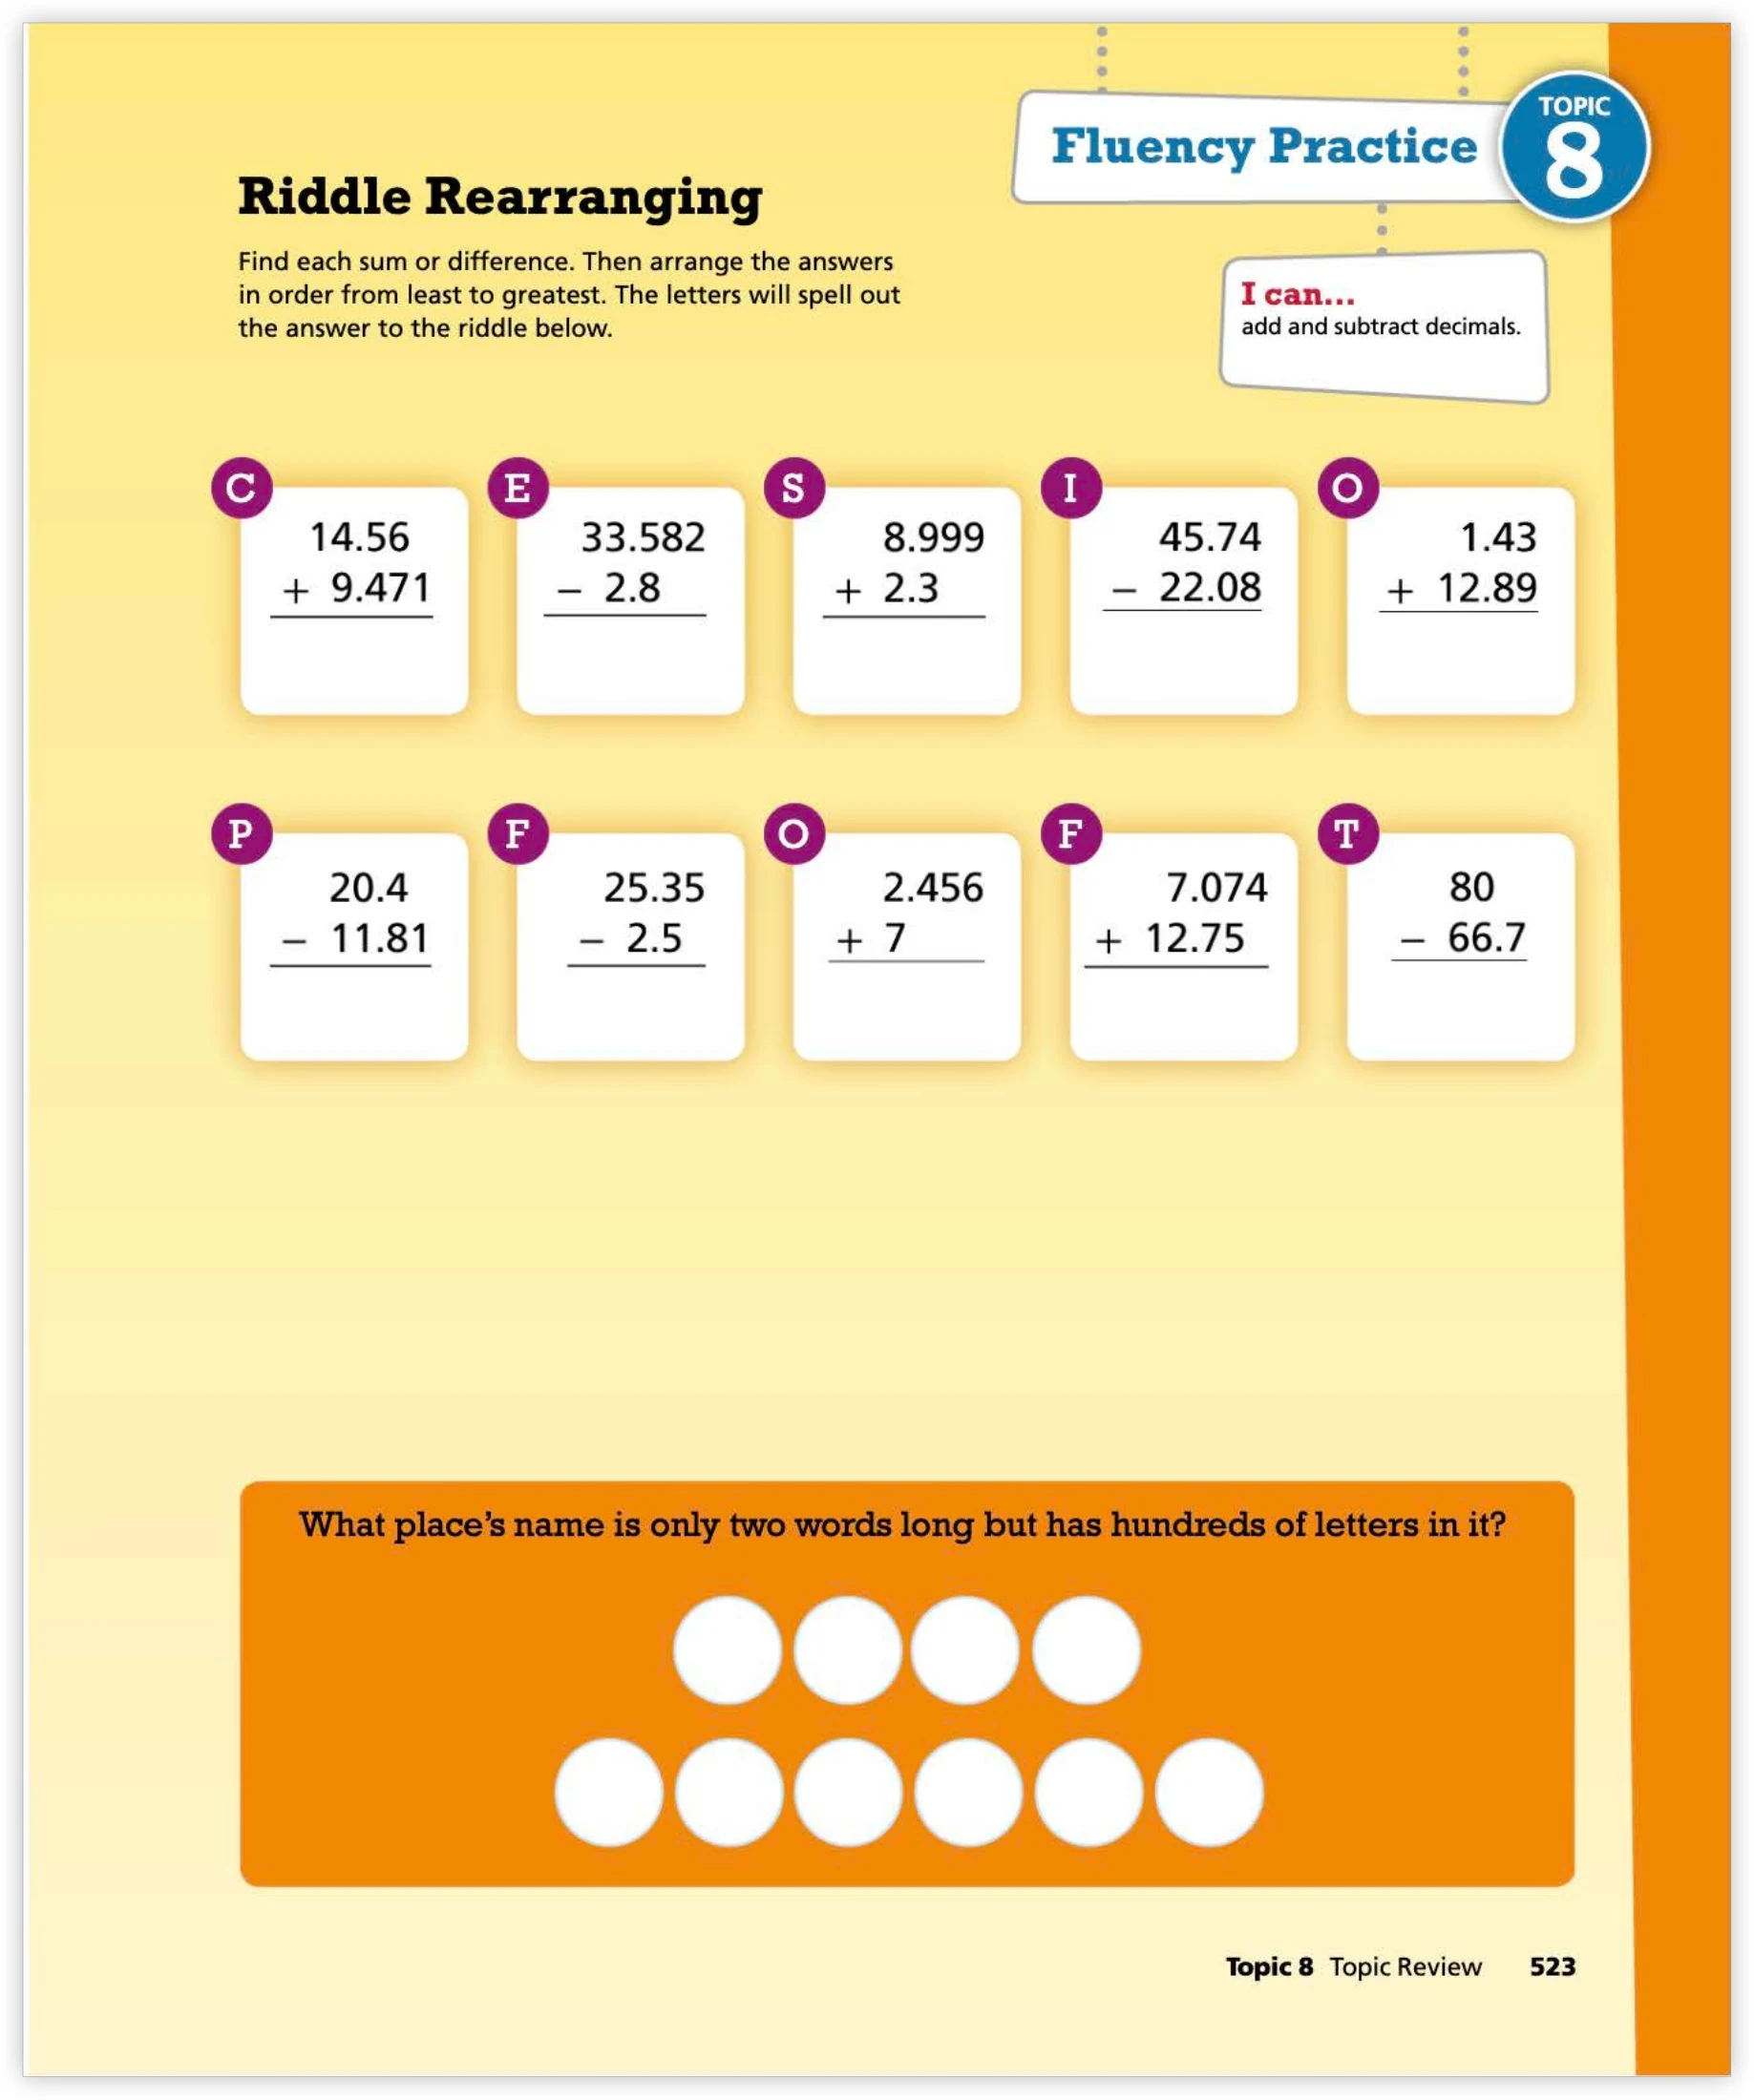 TOPIC
8
Fluency Practice
Riddle Rearranging
Find each sum or difference. Then arrange the answers
in order from least to greatest. The letters will spell out
the answer to the riddle below.
I can...
add and subtract decimals.
C
14.56
+ 9.471
E
33.582
− 2.8
S
8.999
+ 2.3
I
45.74
− 22.08
O
1.43
+ 12.89
P
20.4
− 11.81
F
25.35
− 2.5
O
2.456
+ 7
F
7.074
+ 12.75
T
80
− 66.7
What place's name is only two words long but has hundreds of letters in it?
Topic 8 Topic Review 523